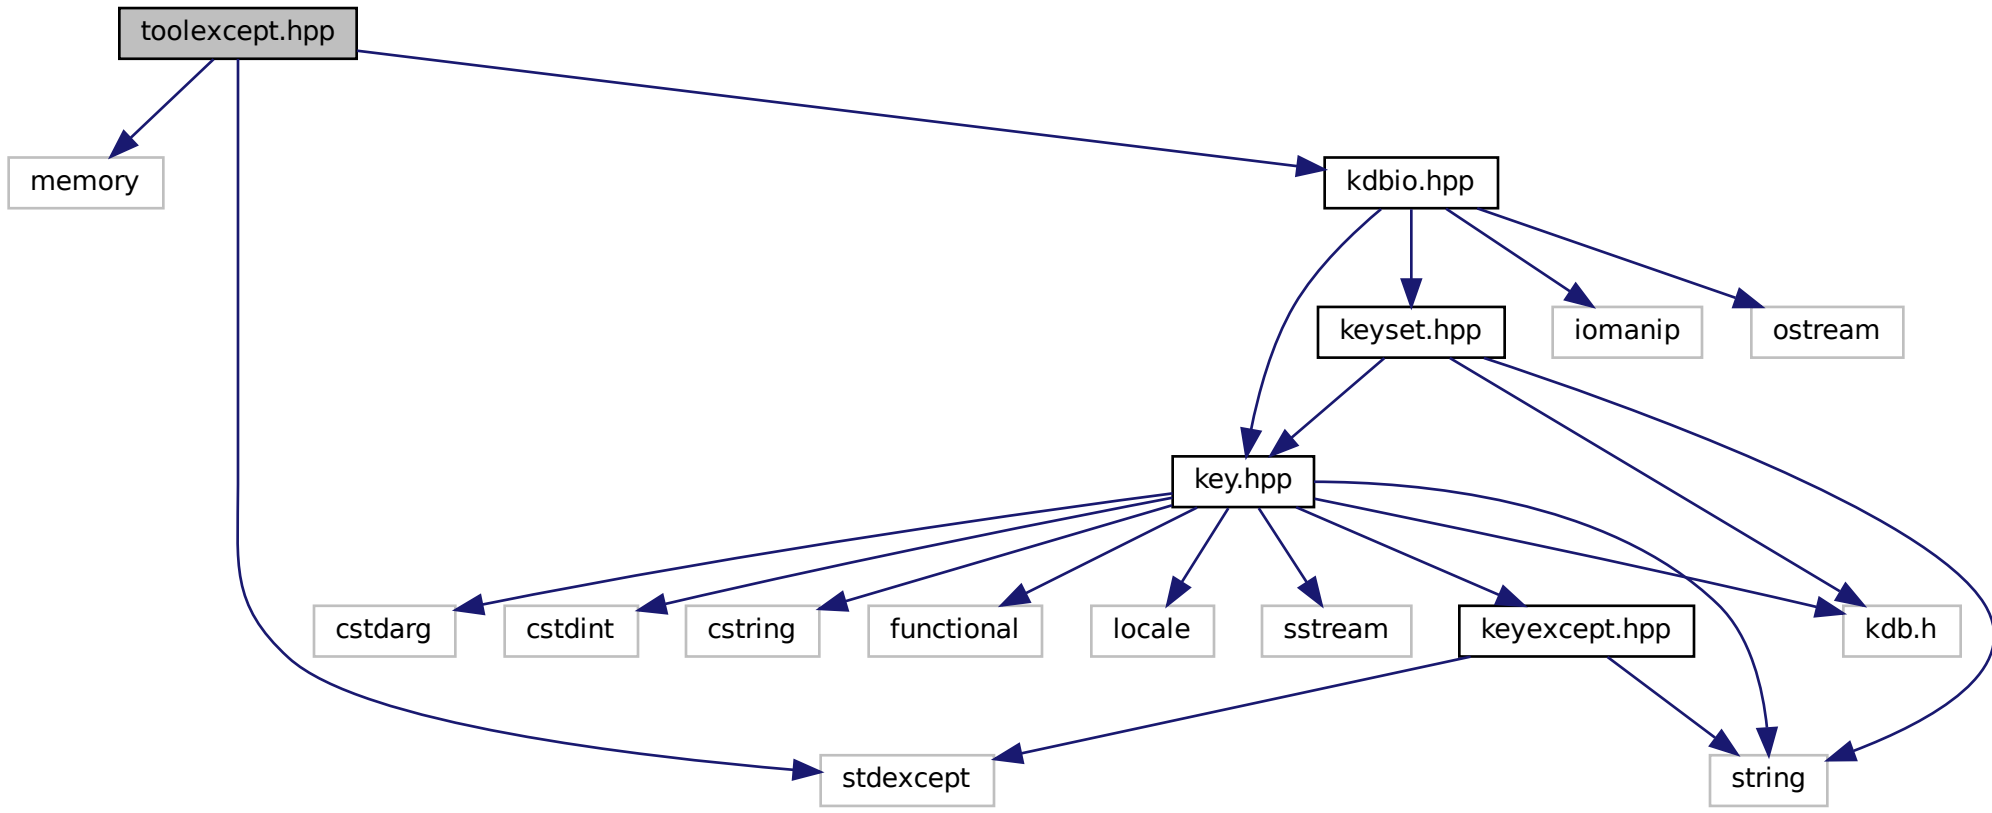 toolexcept.hpp
memory
kdbio.hpp
keyset.hpp
iomanip
ostream
key.hpp
cstdarg
cstdint
cstring
functional
locale
sstream
keyexcept.hpp
kdb.h
stdexcept
string